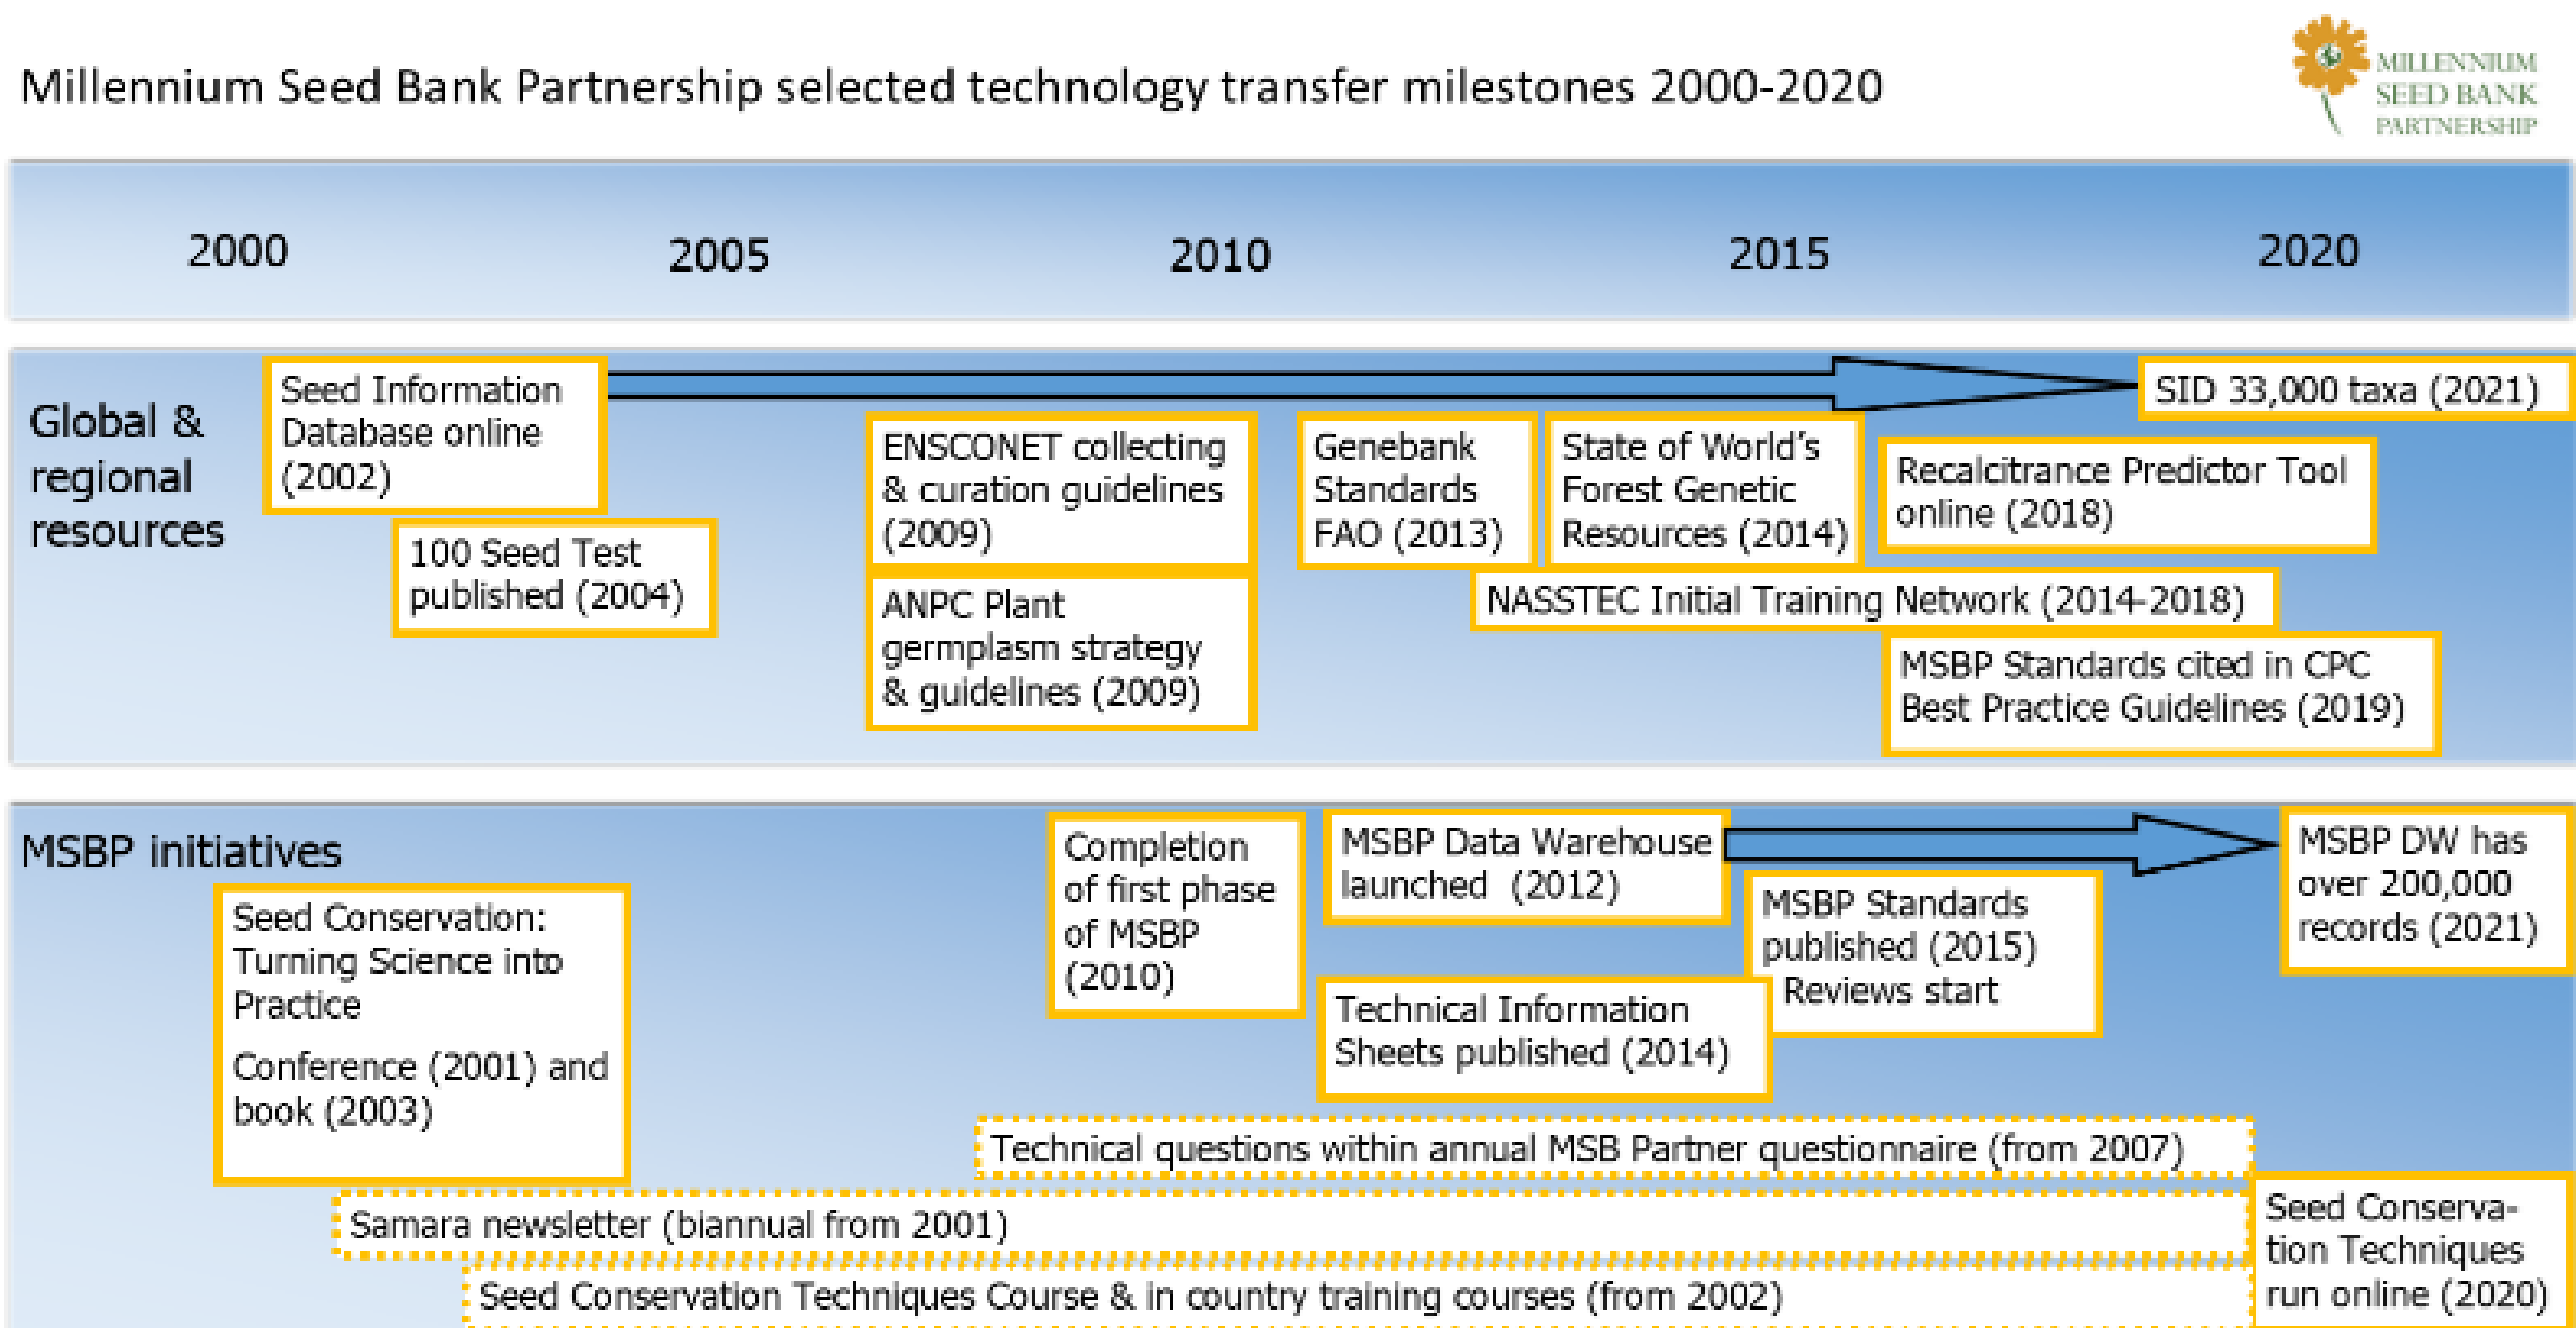 Millennium Seed Bank Partnership selected technology transfer milestones 2000-2020
MILLENNIUM
SEED BANK
PARTNERSHIP
2000
2005
2010
2015
2020
Global &
regional
resources
Seed Information
Database online
(2002)
SID 33,000 taxa (2021)
100 Seed Test
published (2004)
ENSCONET collecting
& curation guidelines
(2009)
ANPC Plant
germplasm strategy
& guidelines (2009)
Genebank
Standards
FAO (2013)
State of World's
Forest Genetic
Resources (2014)
Recalcitrance Predictor Tool
online (2018)
NASSTEC Initial Training Network (2014-2018)
MSBP Standards cited in CPC
Best Practice Guidelines (2019)
MSBP initiatives
Seed Conservation:
Turning Science into
Practice
Conference (2001) and
book (2003)
Completion
of first phase
of MSBP
(2010)
MSBP Data Warehouse
launched (2012)
MSBP DW has
over 200,000
records (2021)
MSBP Standards
published (2015)
Reviews start
Technical Information
Sheets published (2014)
Technical questions within annual MSB Partner questionnaire (from 2007)
Samara newsletter (biannual from 2001)
Seed Conservation Techniques Course & in country training courses (from 2002)
Seed Conserva-
tion Techniques
run online (2020)